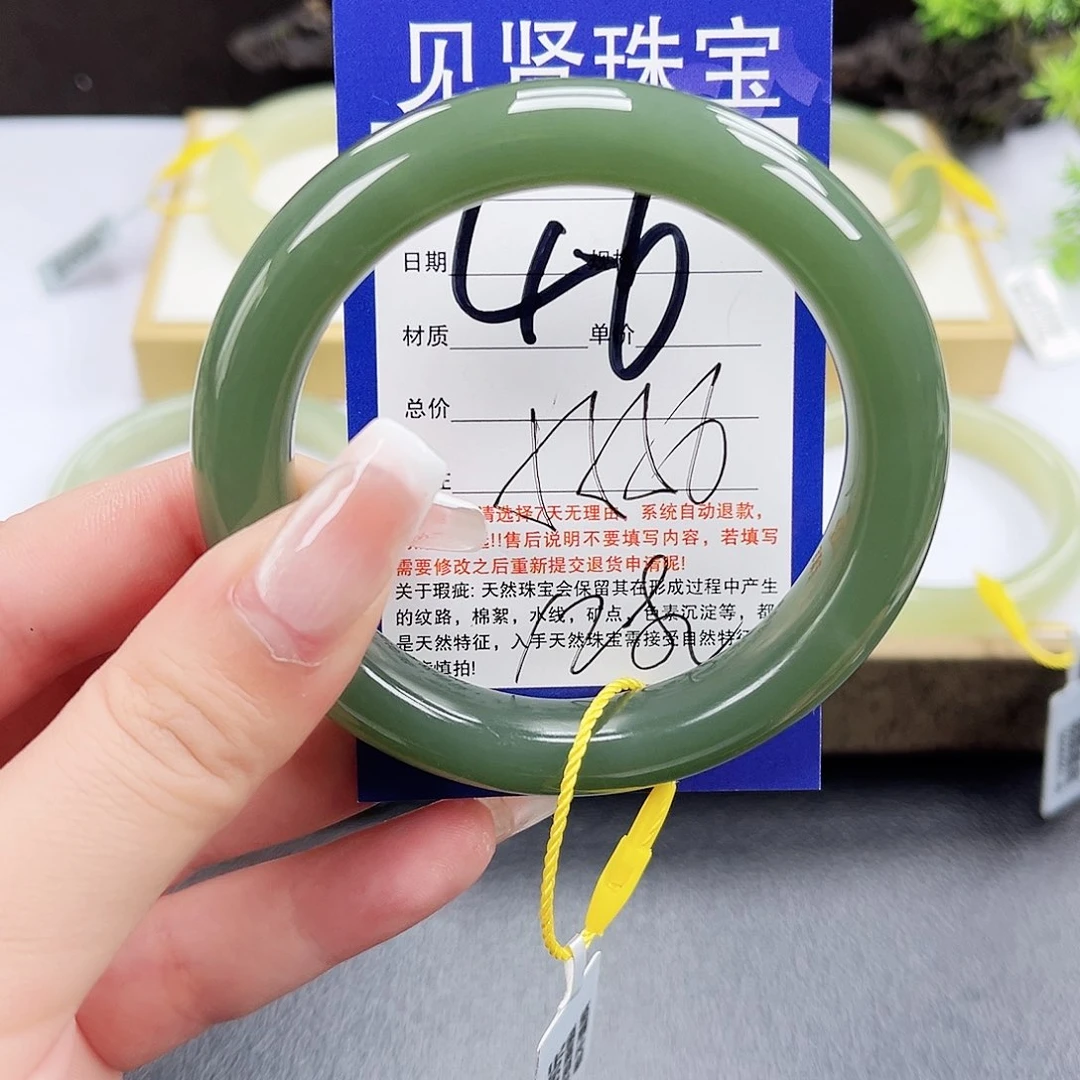 见贤珠宝
46
日期
材质 单价
总价
请选择7天无理由，系统自动退款，
!!售后说明不要填写内容，若填写
需要修改之后重新提交退货申请呢!
关于瑕疵: 天然珠宝会保留其在形成过程中产生
的纹路，棉絮，水线，矿点，色素沉淀等，都
是天然特征，入手天然珠宝需接受自然特征
慎拍!
128